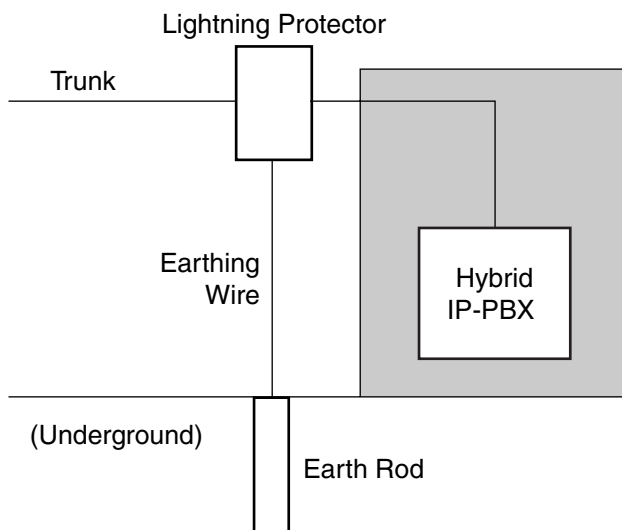 Lightning Protector
Trunk
Earthing
Wire
Hybrid
IP-PBX
(Underground)
Earth Rod